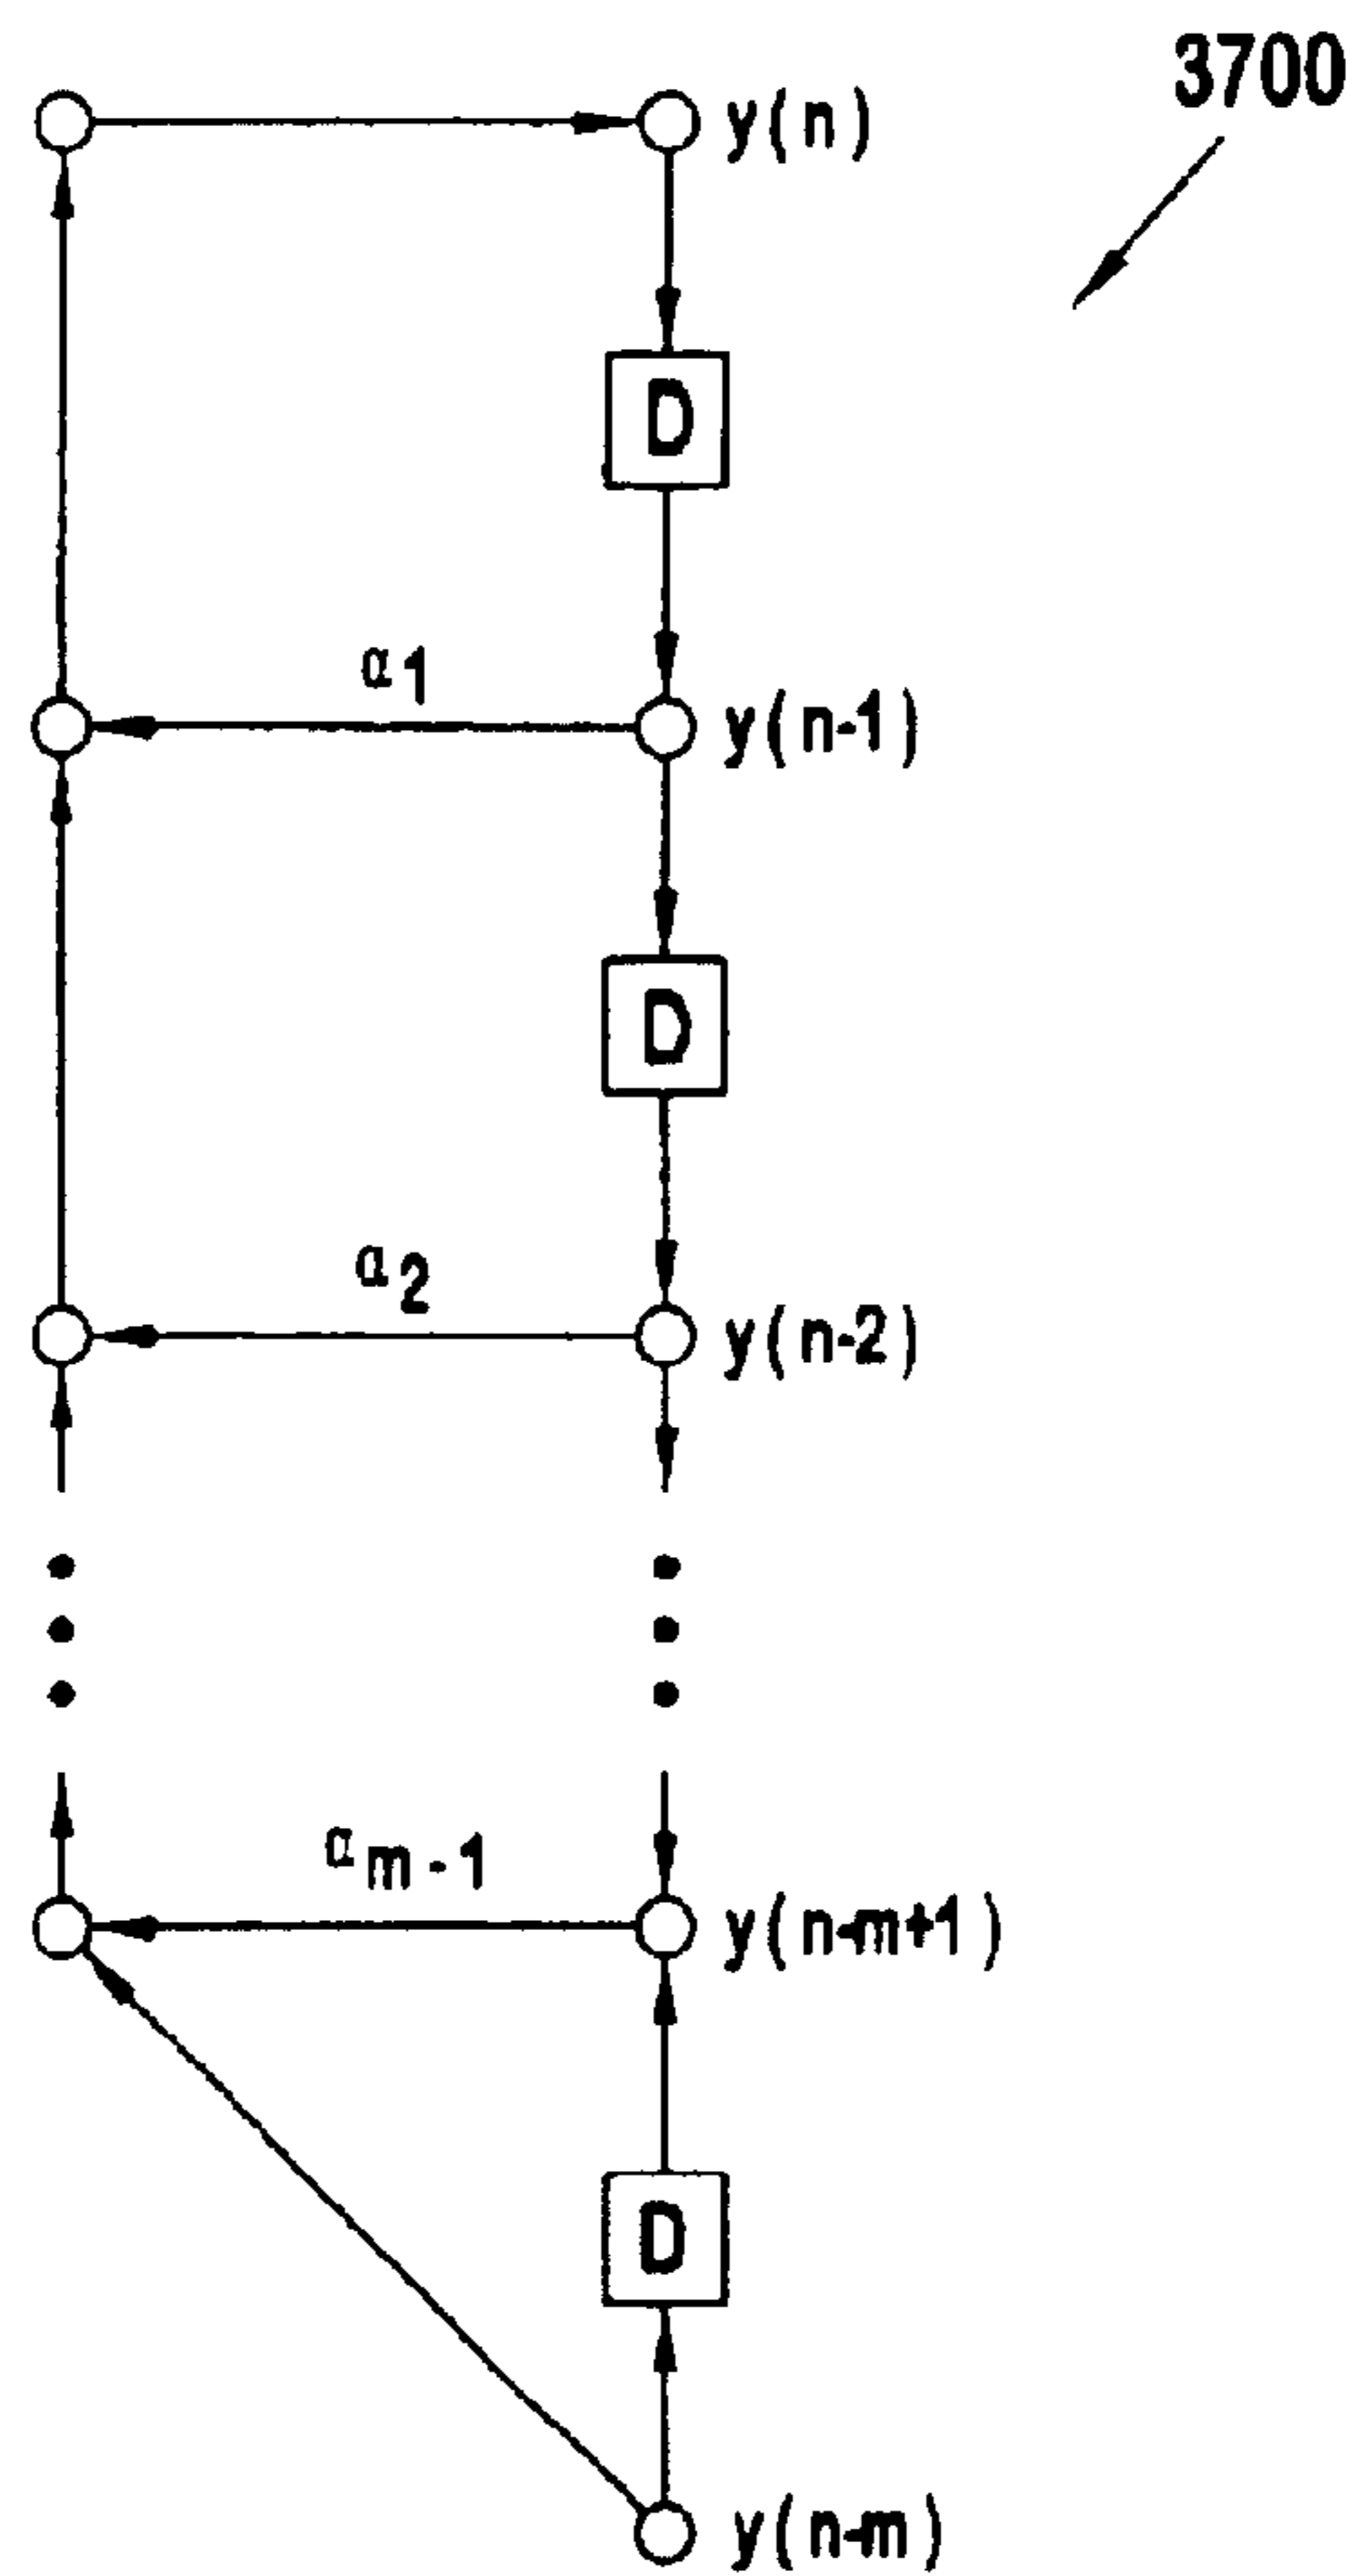 3700
y(n)
D
α1
y(n-1)
D
α2
y(n-2)
αm-1
y(n-m+1)
D
y(n-m)